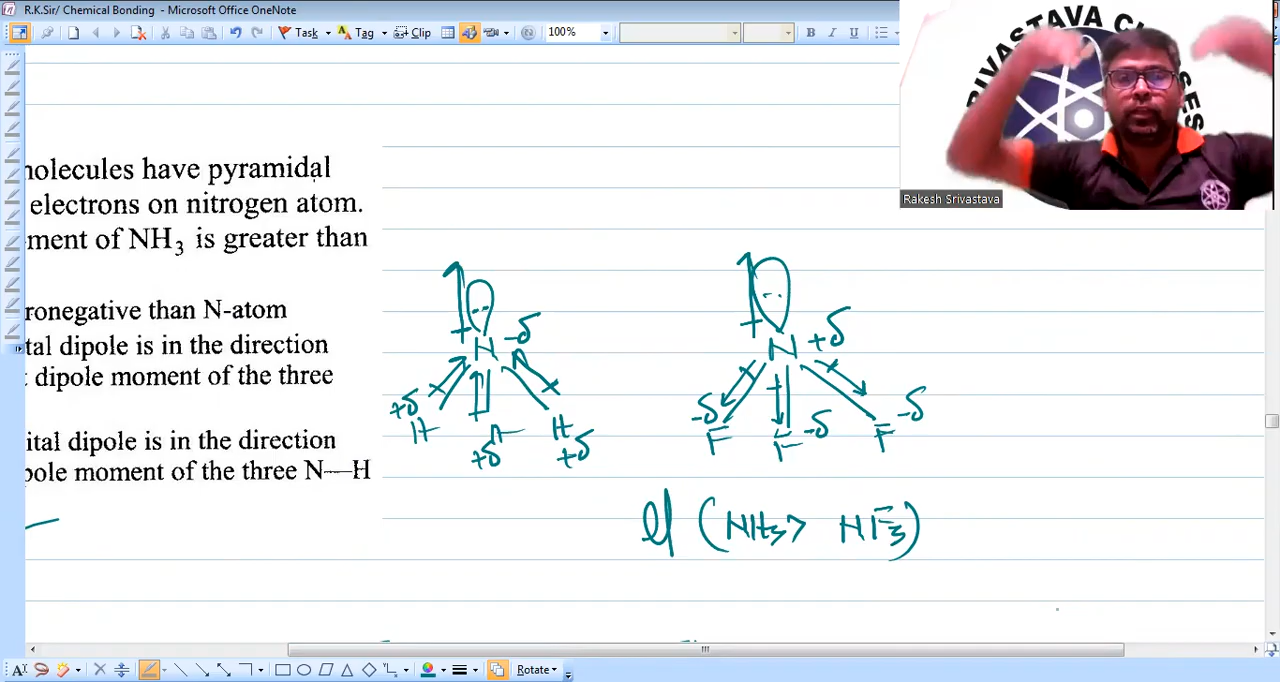 R.K.Sir/ Chemical Bonding - Microsoft Office OneNote
Task
Tag
Clip
100%
B I U
RIVASTAVA C
SES
Rakesh Srivastava
nolecules have pyramidal
electrons on nitrogen atom.
ment of NH3 is greater than
ronegative than N-atom
tal dipole is in the direction
t dipole moment of the three
ital dipole is in the direction
pole moment of the three N—H
N -δ
+δ H
H +δ
H +δ
N +δ
-δ F
F -δ
F -δ
μ (NH3 > NF3)
Rotate